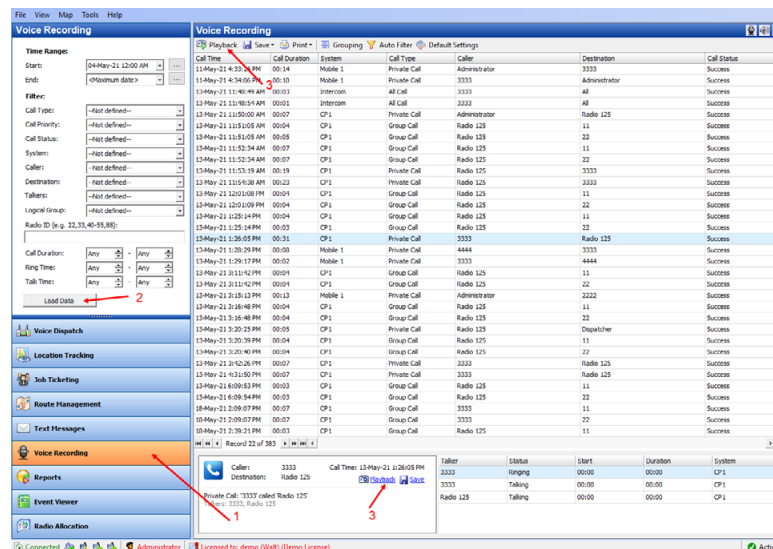 File View Map Tools Help
Voice Recording
Time Range:
Start: 04-May-21 12:00 AM ...
End: <Maximum date> ...
Filter:
Call Type: --Not defined--
Call Priority: --Not defined--
Call Status: --Not defined--
System: --Not defined--
Caller: --Not defined--
Destination: --Not defined--
Talkers: --Not defined--
Logical Group: --Not defined--
Radio ID (e.g. 22,33,40-55,88):
Call Duration: Any - Any
Ring Time: Any - Any
Talk Time: Any - Any
Load Data 2
Voice Dispatch
Location Tracking
Job Ticketing
Route Management
Text Messages
Voice Recording
Reports
Event Viewer
Radio Allocation
1
Voice Recording
Playback Save Print Grouping Auto Filter Default Settings
3
Call Time Call Duration System Call Type Caller Destination Call Status
11-May-21 4:33:25 PM 00:14 Mobile 1 Private Call Administrator 3333 Success
11-May-21 4:34:06 PM 00:10 Mobile 1 Private Call 3333 Administrator Success
13-May-21 11:48:49 AM 00:03 Intercom All Call 3333 All Success
13-May-21 11:48:54 AM 00:01 Intercom All Call 3333 All Success
13-May-21 11:50:00 AM 00:07 CP1 Private Call Administrator Radio 125 Success
13-May-21 11:51:05 AM 00:04 CP1 Group Call Radio 125 11 Success
13-May-21 11:51:05 AM 00:05 CP1 Group Call Radio 125 22 Success
13-May-21 11:52:34 AM 00:07 CP1 Group Call Radio 125 11 Success
13-May-21 11:52:34 AM 00:07 CP1 Group Call Radio 125 22 Success
13-May-21 11:53:19 AM 00:19 CP1 Private Call Radio 125 3333 Success
13-May-21 11:54:38 AM 00:23 CP1 Private Call Radio 125 3333 Success
13-May-21 12:01:08 PM 00:04 CP1 Group Call Radio 125 11 Success
13-May-21 12:01:09 PM 00:04 CP1 Group Call Radio 125 22 Success
13-May-21 1:25:14 PM 00:04 CP1 Group Call Radio 125 11 Success
13-May-21 1:25:14 PM 00:03 CP1 Group Call Radio 125 22 Success
13-May-21 1:26:05 PM 00:31 CP1 Private Call 3333 Radio 125 Success
13-May-21 1:28:29 PM 00:08 Mobile 1 Private Call 4444 3333 Success
13-May-21 1:29:17 PM 00:02 Mobile 1 Private Call 3333 4444 Success
13-May-21 3:11:42 PM 00:04 CP1 Group Call Radio 125 11 Success
13-May-21 3:11:42 PM 00:04 CP1 Group Call Radio 125 22 Success
13-May-21 3:15:13 PM 00:13 Mobile 1 Private Call Administrator 2222 Success
13-May-21 3:16:48 PM 00:04 CP1 Group Call Radio 125 11 Success
13-May-21 3:16:48 PM 00:04 CP1 Group Call Radio 125 22 Success
13-May-21 3:20:25 PM 00:05 CP1 Private Call Radio 125 Dispatcher Success
13-May-21 3:20:39 PM 00:04 CP1 Group Call Radio 125 11 Success
13-May-21 3:20:40 PM 00:04 CP1 Group Call Radio 125 22 Success
13-May-21 3:42:26 PM 00:07 CP1 Private Call 3333 Radio 125 Success
13-May-21 4:31:50 PM 00:07 CP1 Private Call 3333 Radio 125 Success
13-May-21 6:09:53 PM 00:03 CP1 Group Call Radio 125 11 Success
13-May-21 6:09:54 PM 00:03 CP1 Group Call Radio 125 22 Success
18-May-21 2:09:07 PM 00:07 CP1 Group Call 3333 11 Success
18-May-21 2:09:07 PM 00:07 CP1 Group Call 3333 22 Success
18-May-21 2:39:21 PM 00:03 CP1 Group Call Radio 125 11 Success
Record 22 of 383
Caller: 3333 Call Time: 13-May-21 1:26:05 PM
Destination: Radio 125 Playback Save
Private Call: '3333' called 'Radio 125'
Talkers: 3333, Radio 125
3
Talker Status Start Duration System
3333 Ringing 00:00 00:00 CP1
3333 Talking 00:00 00:00 CP1
Radio 125 Talking 00:00 00:00 CP1
Connected Administrator Licensed to: demo (Walt) (Demo License)